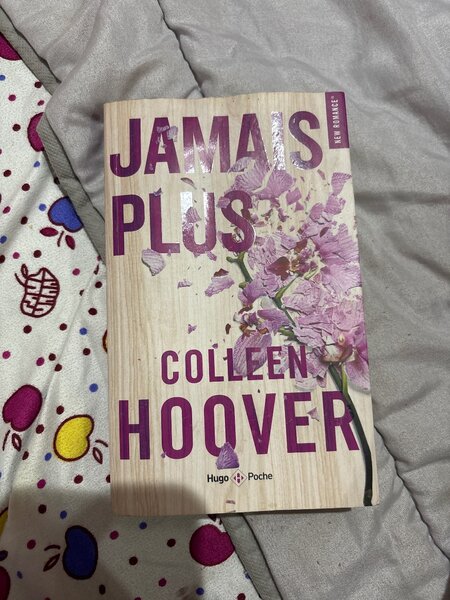 NEW ROMANCE®
JAMAIS
PLUS
COLLEEN
HOOVER
Hugo Poche